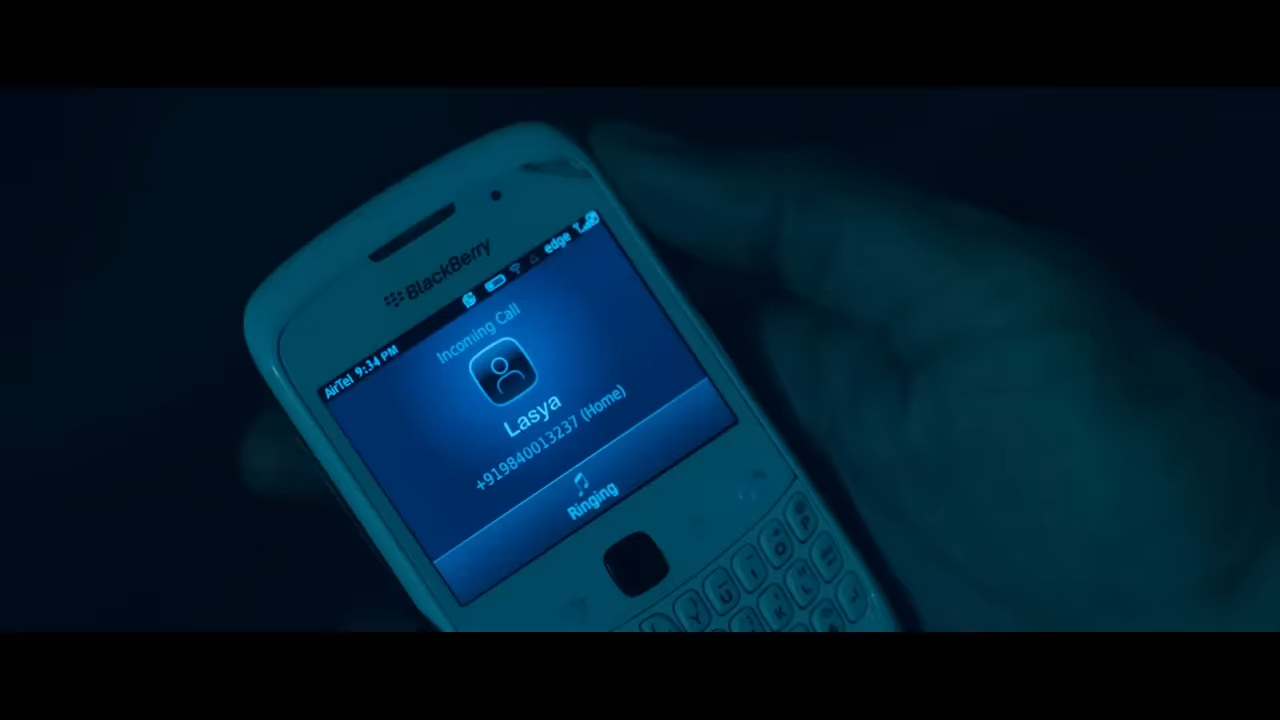 BlackBerry
AirTel 9:34 PM
edge
Incoming Call
Lasya
+919840013237 (Home)
Ringing
P
O
I
U
Y
L
K